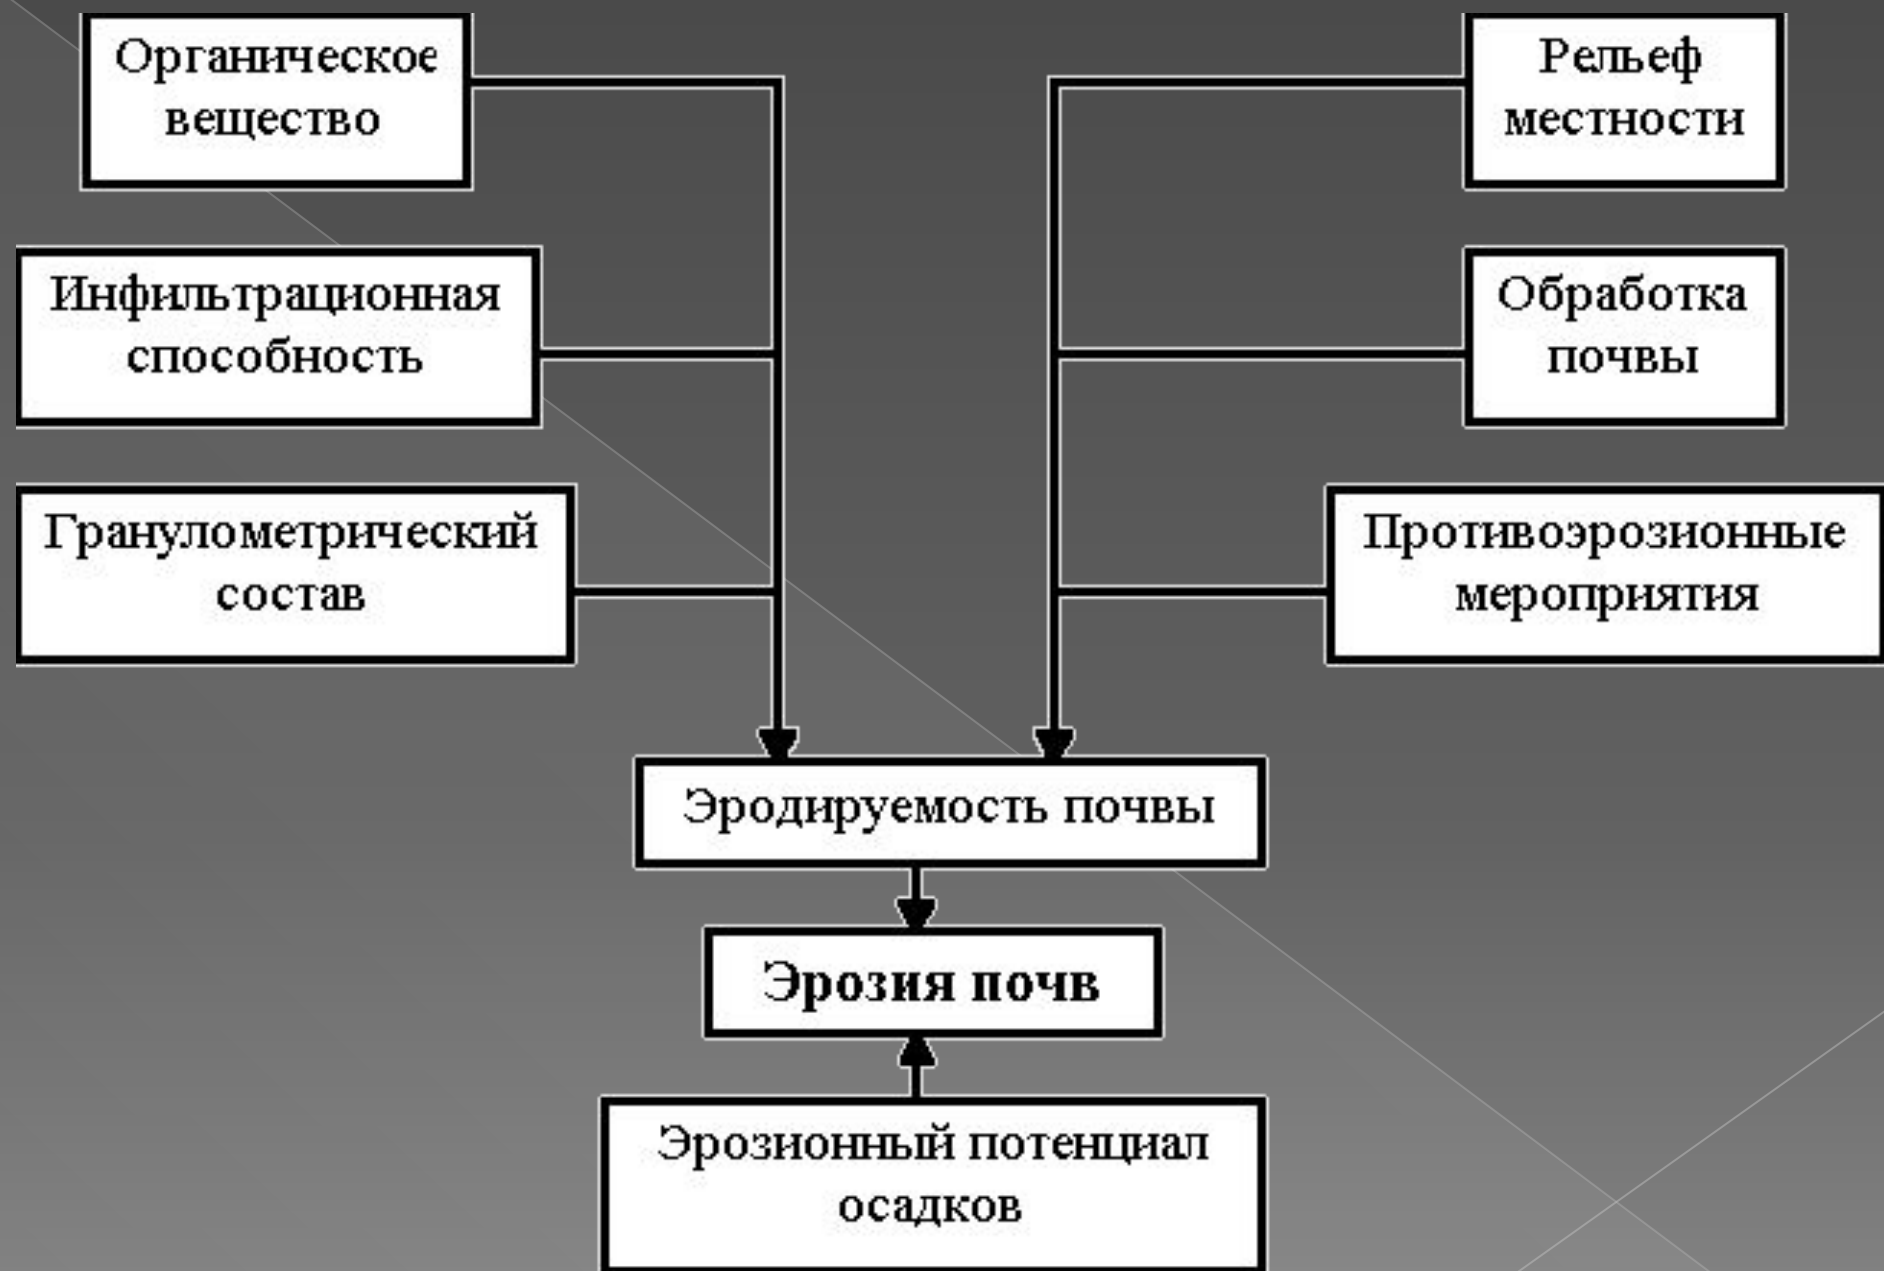 Органическое
вещество
Рельеф
местности
Инфильтрационная
способность
Обработка
почвы
Гранулометрический
состав
Противоэрозионные
мероприятия
Эродируемость почвы
Эрозия почв
Эрозионный потенциал
осадков